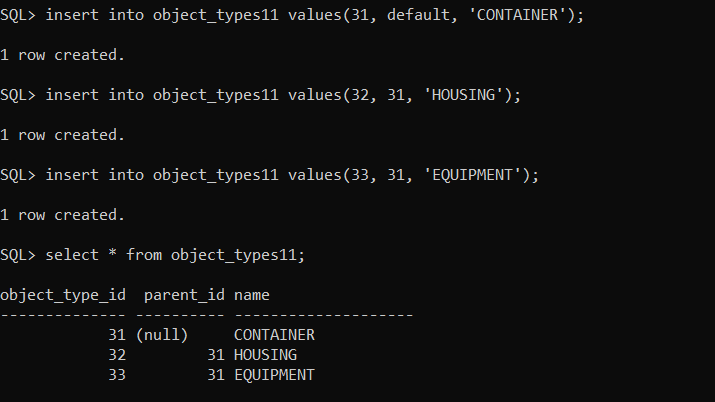 SQL> insert into object_types11 values(31, default, 'CONTAINER');
1 row created.
SQL> insert into object_types11 values(32, 31, 'HOUSING');
1 row created.
SQL> insert into object_types11 values(33, 31, 'EQUIPMENT');
1 row created.
SQL> select * from object_types11;
object_type_id  parent_id name
-------------- ---------- --------------------
            31 (null)     CONTAINER
            32         31 HOUSING
            33         31 EQUIPMENT